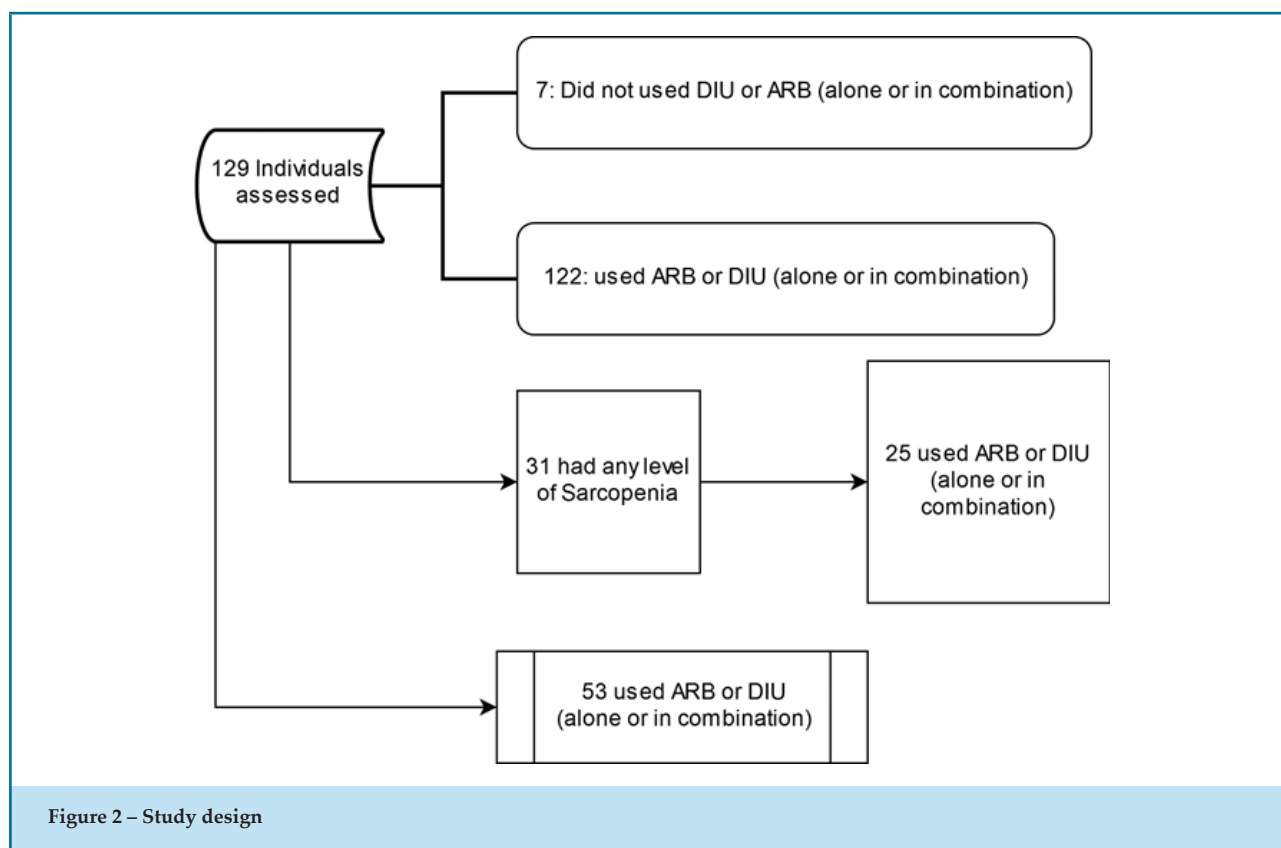 7: Did not used DIU or ARB (alone or in combination)
129 Individuals
assessed
122: used ARB or DIU (alone or in combination)
31 had any level
of Sarcopenia
25 used ARB or DIU
(alone or in
combination)
53 used ARB or DIU
(alone or in combination)
Figure 2 – Study design